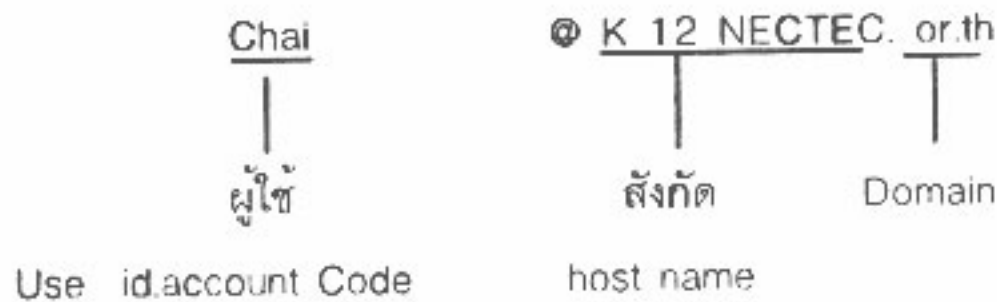 Chai @ K 12 NECTEC. or.th
ผู้ใช้ สังกัด Domain
Use id.account Code host name